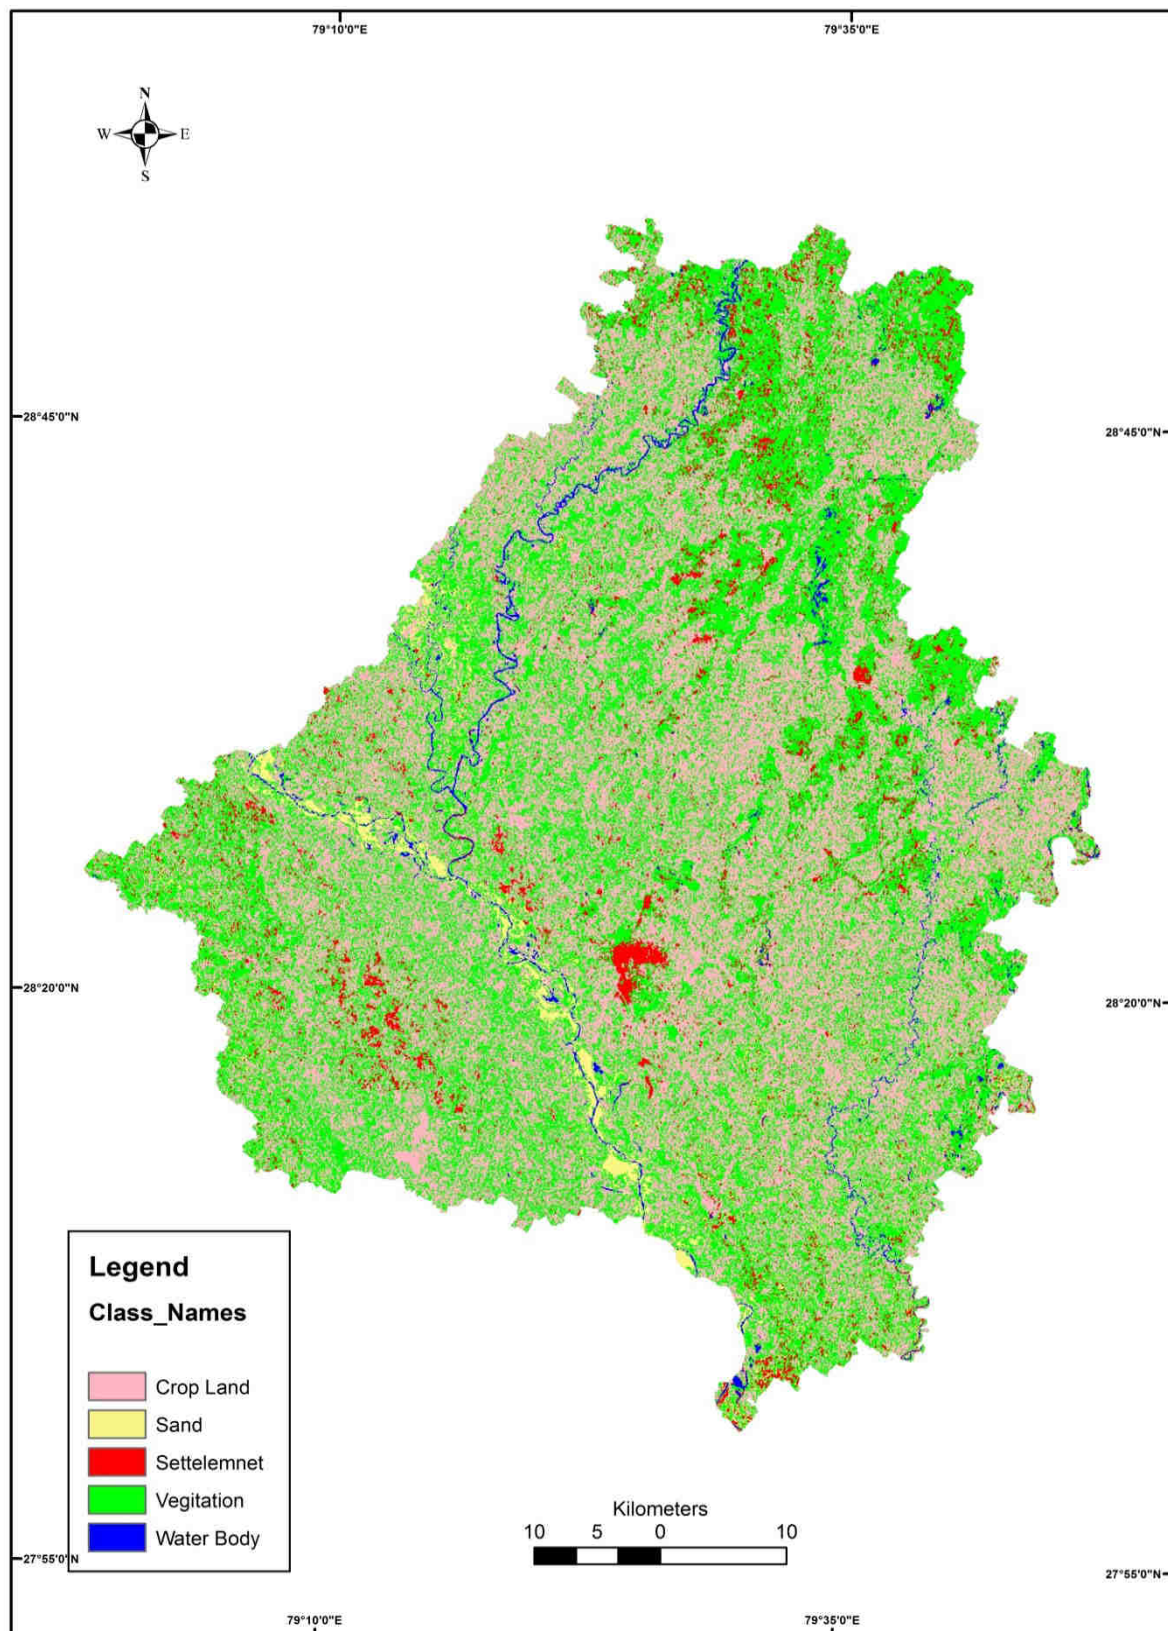 79°10'0"E
79°35'0"E
N
W
E
S
28°45'0"N
28°45'0"N
28°20'0"N
28°20'0"N
Legend
Class_Names
Crop Land
Sand
Settelemnet
Vegitation
Water Body
Kilometers
10 5 0 10
27°55'0"N
27°55'0"N
79°10'0"E
79°35'0"E